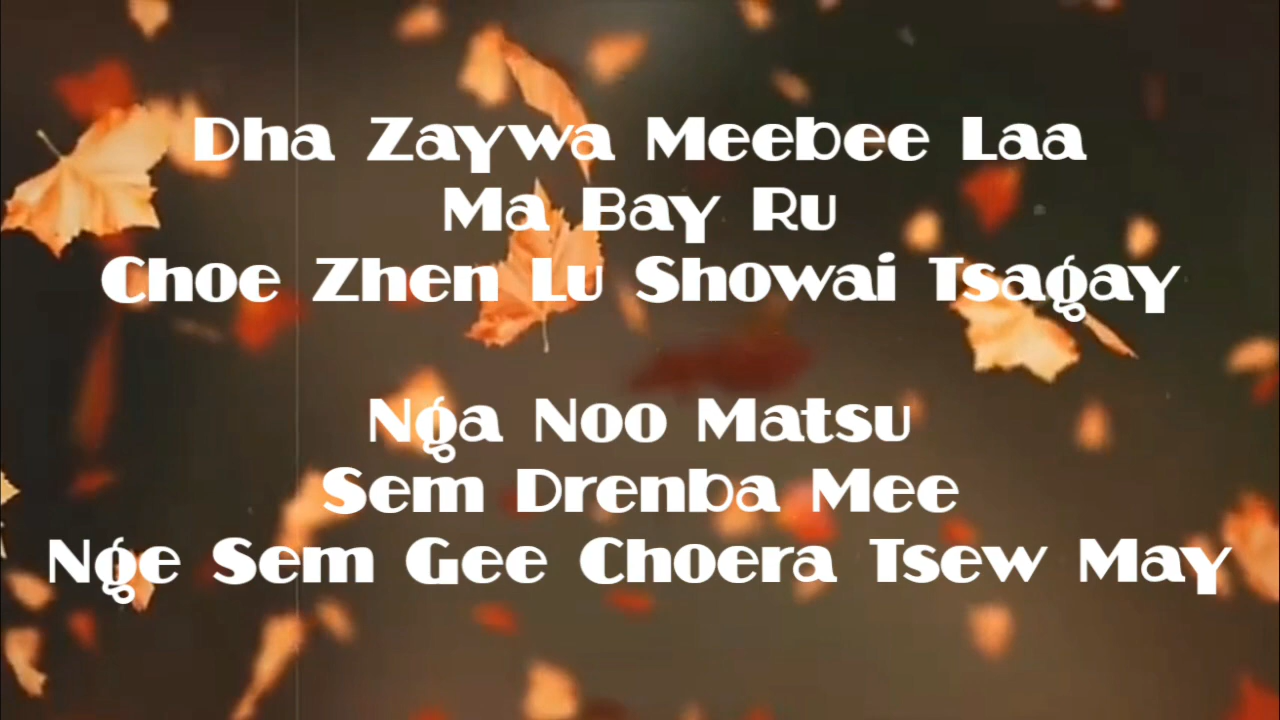 Dha Zaywa Meebee Laa
Ma Bay Ru
Choe Zhen Lu Showai Tsagay
Nga Noo Matsu
Sem Drenba Mee
Nge Sem Gee Choera Tsew May